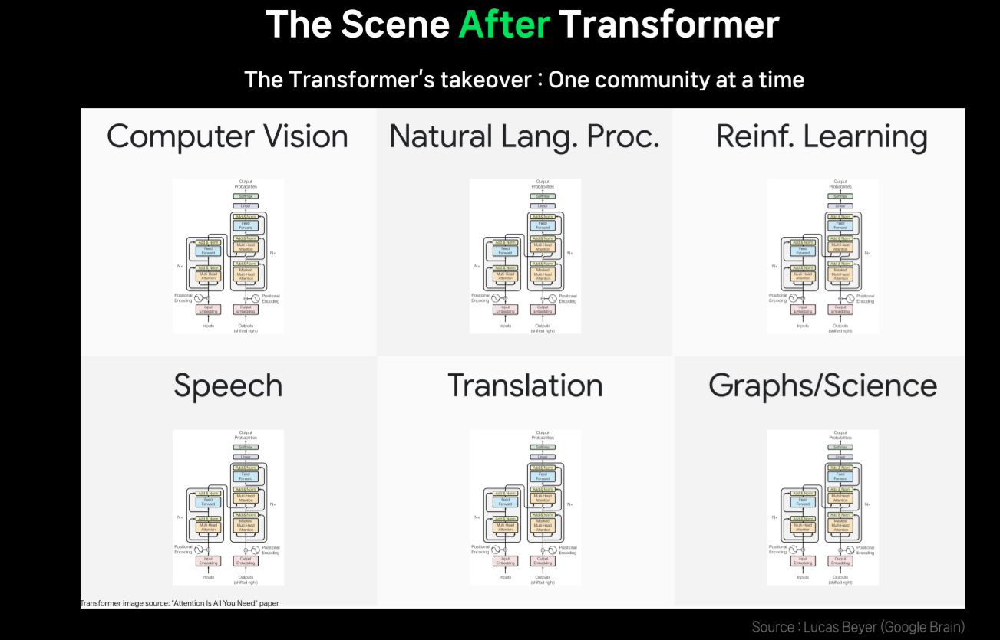 The Scene After Transformer
The Transformer's takeover : One community at a time
Computer Vision
Output
Probabilities
Softmax
Linear
Add & Norm
Feed
Forward
Add & Norm
Add & Norm
Multi-Head
Attention
Feed
Forward
Nx
Add & Norm
Nx
Add & Norm
Masked
Multi-Head
Attention
Multi-Head
Attention
Positional
Encoding
Positional
Encoding
Input
Embedding
Output
Embedding
Inputs
Outputs
(shifted right)
Natural Lang. Proc.
Output
Probabilities
Softmax
Linear
Add & Norm
Feed
Forward
Add & Norm
Add & Norm
Multi-Head
Attention
Feed
Forward
Nx
Add & Norm
Nx
Add & Norm
Masked
Multi-Head
Attention
Multi-Head
Attention
Positional
Encoding
Positional
Encoding
Input
Embedding
Output
Embedding
Inputs
Outputs
(shifted right)
Reinf. Learning
Output
Probabilities
Softmax
Linear
Add & Norm
Feed
Forward
Add & Norm
Add & Norm
Multi-Head
Attention
Feed
Forward
Nx
Add & Norm
Nx
Add & Norm
Masked
Multi-Head
Attention
Multi-Head
Attention
Positional
Encoding
Positional
Encoding
Input
Embedding
Output
Embedding
Inputs
Outputs
(shifted right)
Speech
Output
Probabilities
Softmax
Linear
Add & Norm
Feed
Forward
Add & Norm
Add & Norm
Multi-Head
Attention
Feed
Forward
Nx
Add & Norm
Nx
Add & Norm
Masked
Multi-Head
Attention
Multi-Head
Attention
Positional
Encoding
Positional
Encoding
Input
Embedding
Output
Embedding
Inputs
Outputs
(shifted right)
Translation
Output
Probabilities
Softmax
Linear
Add & Norm
Feed
Forward
Add & Norm
Add & Norm
Multi-Head
Attention
Feed
Forward
Nx
Add & Norm
Nx
Add & Norm
Masked
Multi-Head
Attention
Multi-Head
Attention
Positional
Encoding
Positional
Encoding
Input
Embedding
Output
Embedding
Inputs
Outputs
(shifted right)
Graphs/Science
Output
Probabilities
Softmax
Linear
Add & Norm
Feed
Forward
Add & Norm
Add & Norm
Multi-Head
Attention
Feed
Forward
Nx
Add & Norm
Nx
Add & Norm
Masked
Multi-Head
Attention
Multi-Head
Attention
Positional
Encoding
Positional
Encoding
Input
Embedding
Output
Embedding
Inputs
Outputs
(shifted right)
Transformer image source: "Attention Is All You Need" paper
Source : Lucas Beyer (Google Brain)